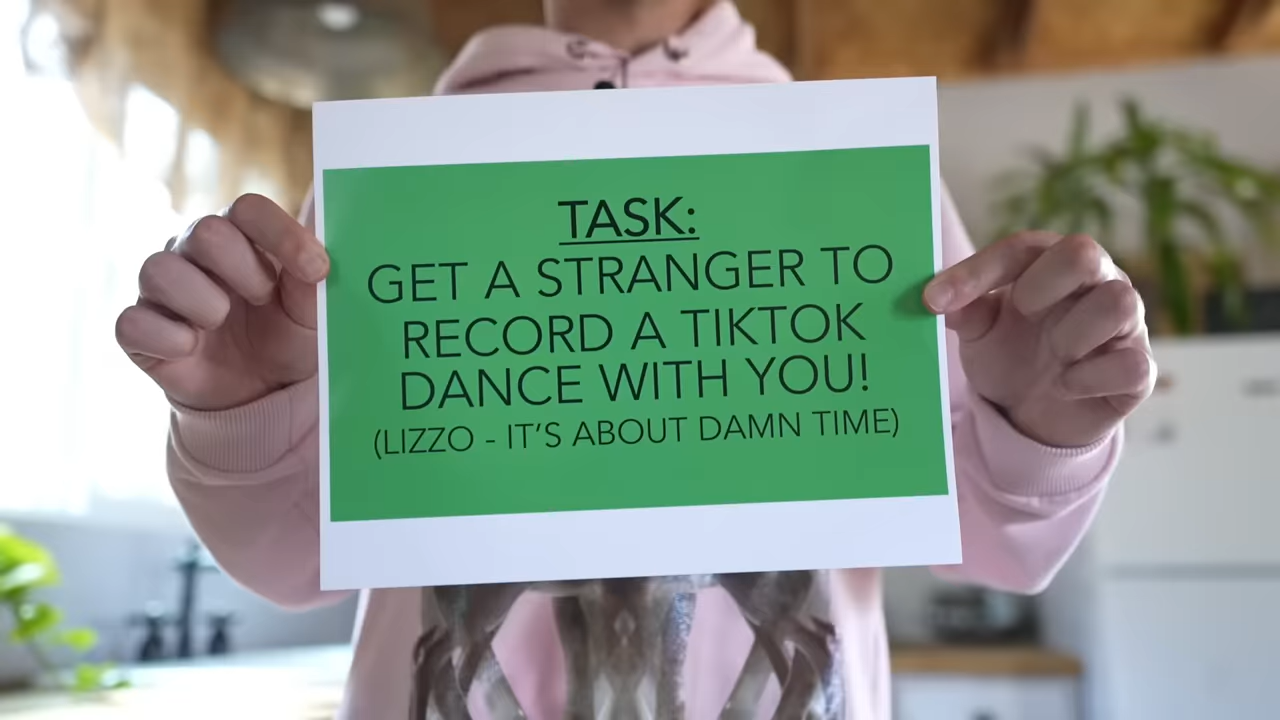 TASK:
GET A STRANGER TO
RECORD A TIKTOK
DANCE WITH YOU!
(LIZZO - IT'S ABOUT DAMN TIME)